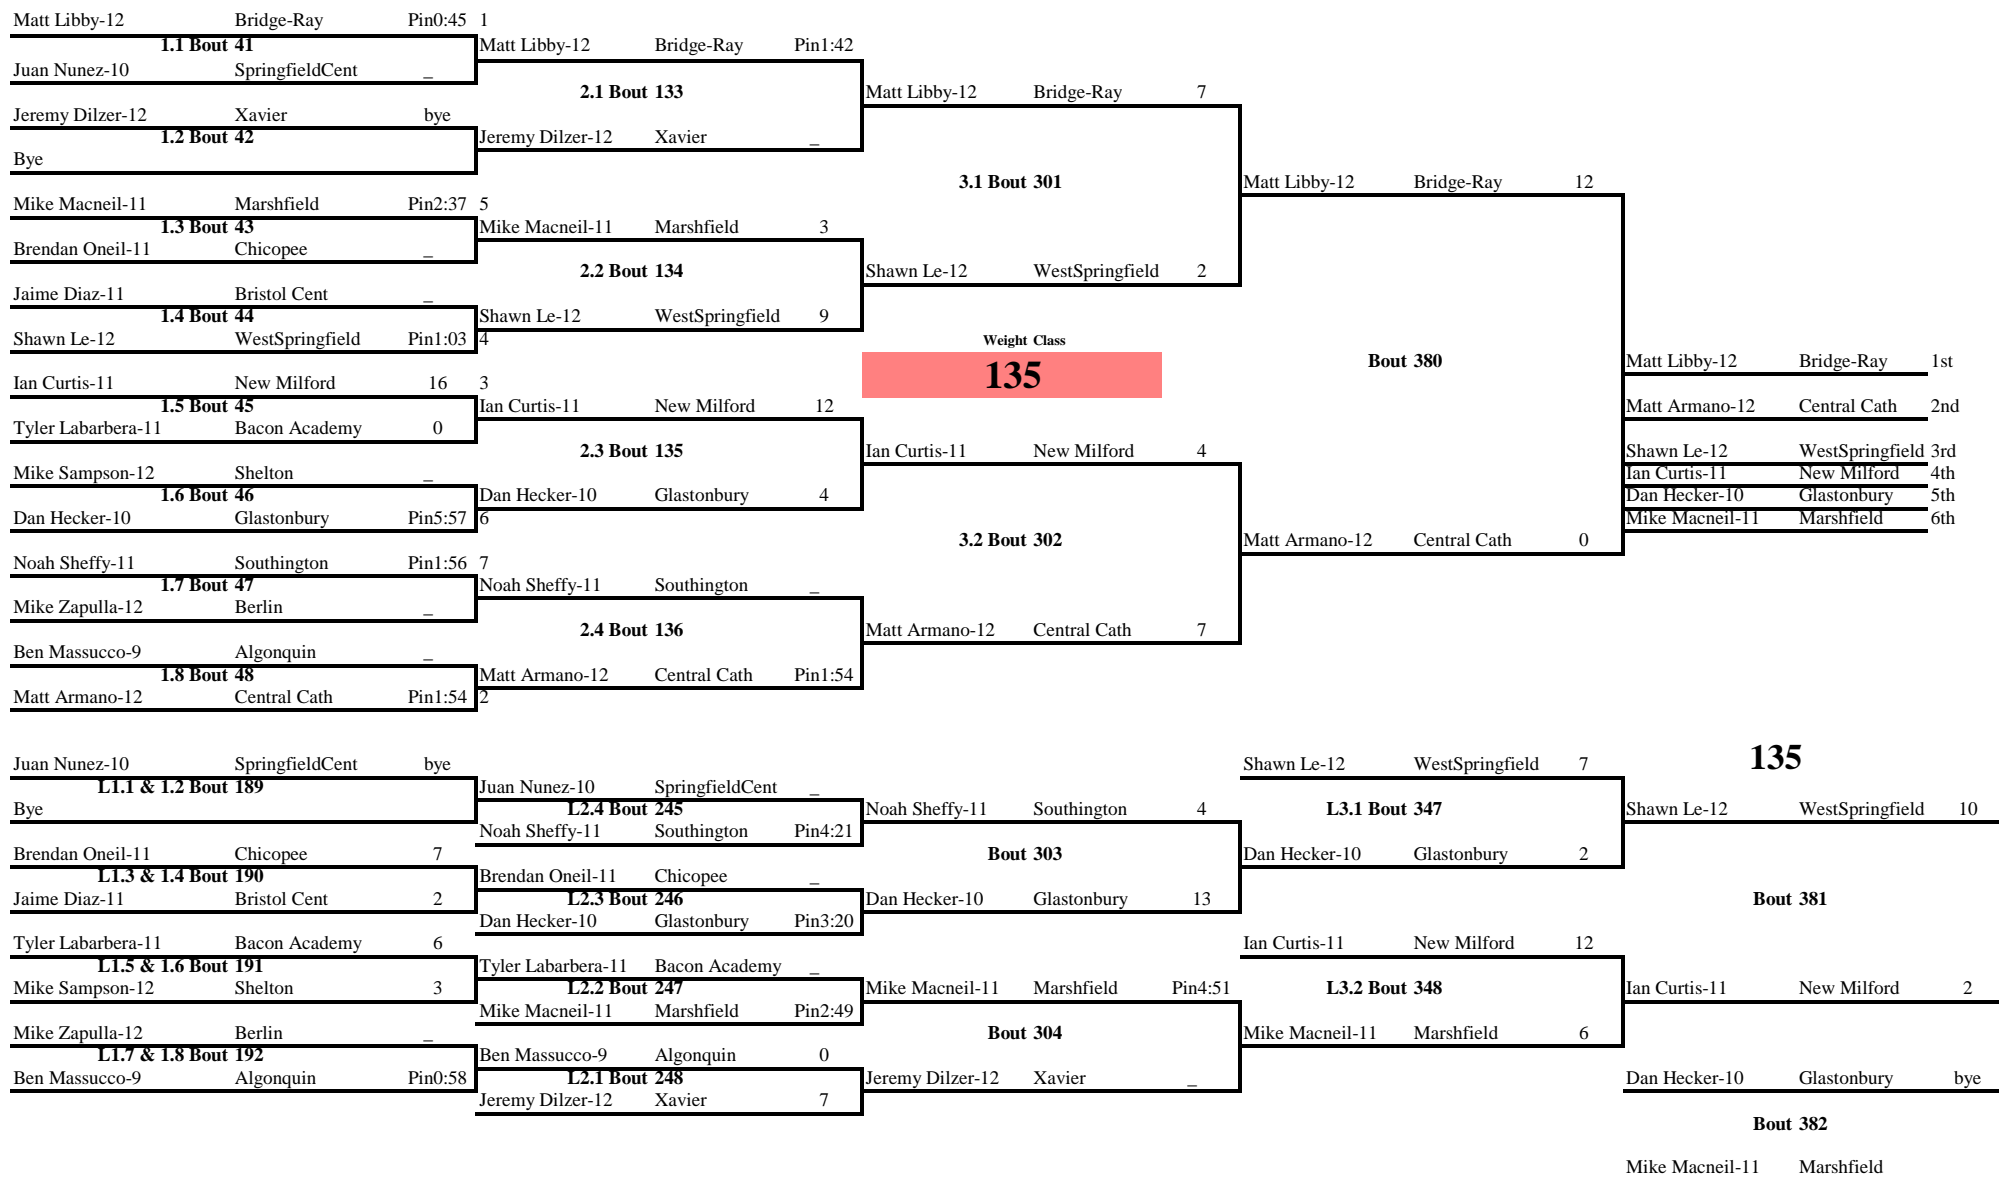 Matt Libby-12 Bridge-Ray Pin0:45 1
1.1 Bout 41
Juan Nunez-10 SpringfieldCent _
Jeremy Dilzer-12 Xavier bye
1.2 Bout 42
Bye
Mike Macneil-11 Marshfield Pin2:37 5
1.3 Bout 43
Brendan Oneil-11 Chicopee _
Jaime Diaz-11 Bristol Cent _
1.4 Bout 44
Shawn Le-12 WestSpringfield Pin1:03 4
Ian Curtis-11 New Milford 16 3
1.5 Bout 45
Tyler Labarbera-11 Bacon Academy 0
Mike Sampson-12 Shelton _
1.6 Bout 46
Dan Hecker-10 Glastonbury Pin5:57 6
Noah Sheffy-11 Southington Pin1:56 7
1.7 Bout 47
Mike Zapulla-12 Berlin _
Ben Massucco-9 Algonquin _
1.8 Bout 48
Matt Armano-12 Central Cath Pin1:54 2
Matt Libby-12 Bridge-Ray Pin1:42
2.1 Bout 133
Jeremy Dilzer-12 Xavier _
Mike Macneil-11 Marshfield 3
2.2 Bout 134
Shawn Le-12 WestSpringfield 9
Ian Curtis-11 New Milford 12
2.3 Bout 135
Dan Hecker-10 Glastonbury 4
Noah Sheffy-11 Southington _
2.4 Bout 136
Matt Armano-12 Central Cath Pin1:54
Matt Libby-12 Bridge-Ray 7
3.1 Bout 301
Shawn Le-12 WestSpringfield 2
Weight Class
135
Ian Curtis-11 New Milford 4
3.2 Bout 302
Matt Armano-12 Central Cath 7
Matt Libby-12 Bridge-Ray 12
Bout 380
Matt Armano-12 Central Cath 0
Matt Libby-12 Bridge-Ray 1st
Matt Armano-12 Central Cath 2nd
Shawn Le-12 WestSpringfield 3rd
Ian Curtis-11 New Milford 4th
Dan Hecker-10 Glastonbury 5th
Mike Macneil-11 Marshfield 6th
Juan Nunez-10 SpringfieldCent bye
L1.1 & 1.2 Bout 189
Bye
Brendan Oneil-11 Chicopee 7
L1.3 & 1.4 Bout 190
Jaime Diaz-11 Bristol Cent 2
Tyler Labarbera-11 Bacon Academy 6
L1.5 & 1.6 Bout 191
Mike Sampson-12 Shelton 3
Mike Zapulla-12 Berlin _
L1.7 & 1.8 Bout 192
Ben Massucco-9 Algonquin Pin0:58
Juan Nunez-10 SpringfieldCent _
L2.4 Bout 245
Noah Sheffy-11 Southington Pin4:21
Brendan Oneil-11 Chicopee _
L2.3 Bout 246
Dan Hecker-10 Glastonbury Pin3:20
Tyler Labarbera-11 Bacon Academy _
L2.2 Bout 247
Mike Macneil-11 Marshfield Pin2:49
Ben Massucco-9 Algonquin 0
L2.1 Bout 248
Jeremy Dilzer-12 Xavier 7
Noah Sheffy-11 Southington 4
Bout 303
Dan Hecker-10 Glastonbury 13
Mike Macneil-11 Marshfield Pin4:51
Bout 304
Jeremy Dilzer-12 Xavier _
Shawn Le-12 WestSpringfield 7
L3.1 Bout 347
Dan Hecker-10 Glastonbury 2
Ian Curtis-11 New Milford 12
L3.2 Bout 348
Mike Macneil-11 Marshfield 6
135
Shawn Le-12 WestSpringfield 10
Bout 381
Ian Curtis-11 New Milford 2
Dan Hecker-10 Glastonbury bye
Bout 382
Mike Macneil-11 Marshfield